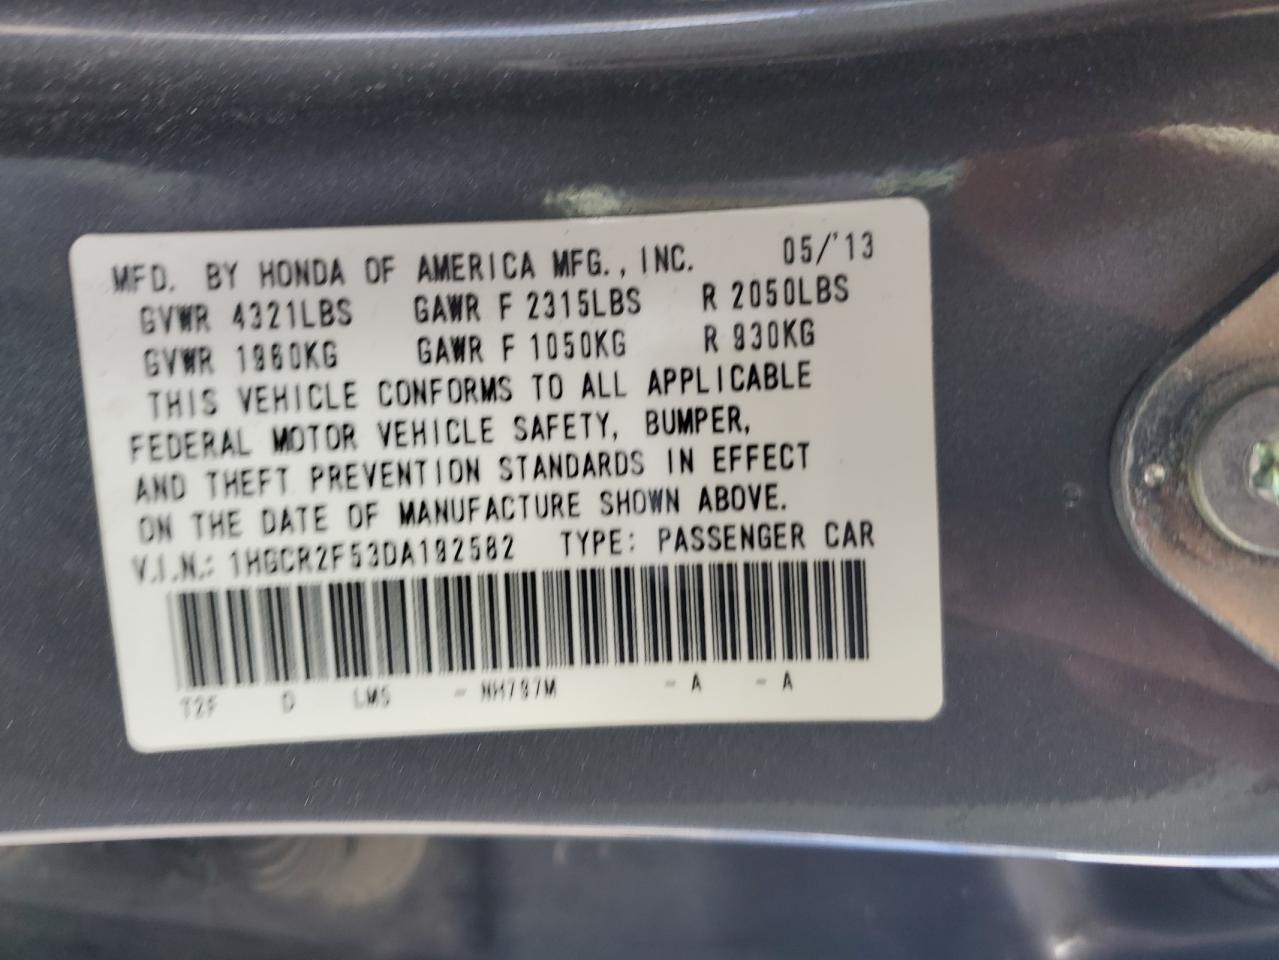 MFD. BY HONDA OF AMERICA MFG., INC. 05/'13
GVWR 4321LBS GAWR F 2315LBS R 2050LBS
GVWR 1960KG GAWR F 1050KG R 930KG
THIS VEHICLE CONFORMS TO ALL APPLICABLE
FEDERAL MOTOR VEHICLE SAFETY, BUMPER,
AND THEFT PREVENTION STANDARDS IN EFFECT
ON THE DATE OF MANUFACTURE SHOWN ABOVE.
V.I.N.: 1HGCR2F53DA192582 TYPE: PASSENGER CAR
T2F D LMS - NH797M - A - A